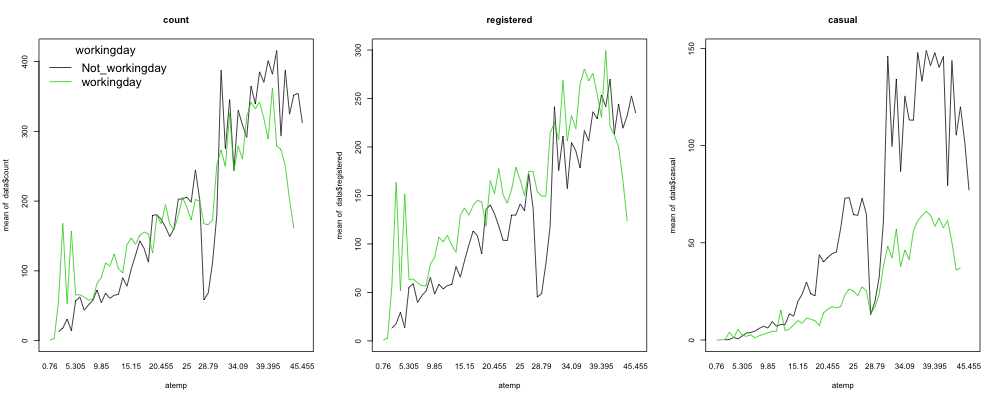 count
workingday
Not_workingday
workingday
0
100
200
300
400
mean of data$count
0.76 5.305 9.85 15.15 20.455 25 28.79 34.09 39.395 45.455
atemp
registered
0
50
100
150
200
250
300
mean of data$registered
0.76 5.305 9.85 15.15 20.455 25 28.79 34.09 39.395 45.455
atemp
casual
0
50
100
150
mean of data$casual
0.76 5.305 9.85 15.15 20.455 25 28.79 34.09 39.395 45.455
atemp